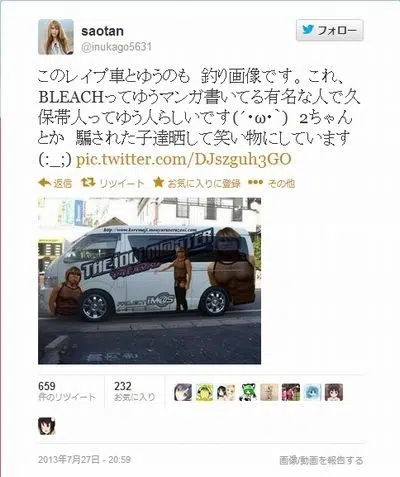 saotan
@inukago5631
フォロー
このレイプ車とゆうのも 釣り画像です。これ、
BLEACHってゆうマンガ書いてる有名な人で久
保帯人ってゆう人らしいです(´･ω･`) 2ちゃん
とか 騙された子達晒して笑い物にしています
(:_;) pic.twitter.com/DJszguh3GO
返信 リツイート お気に入りに登録 その他
THE IDOLM@STER
PROJECT iM@S
659
件のリツイート
232
お気に入り
2013年7月27日 - 20:59
画像/動画を報告する